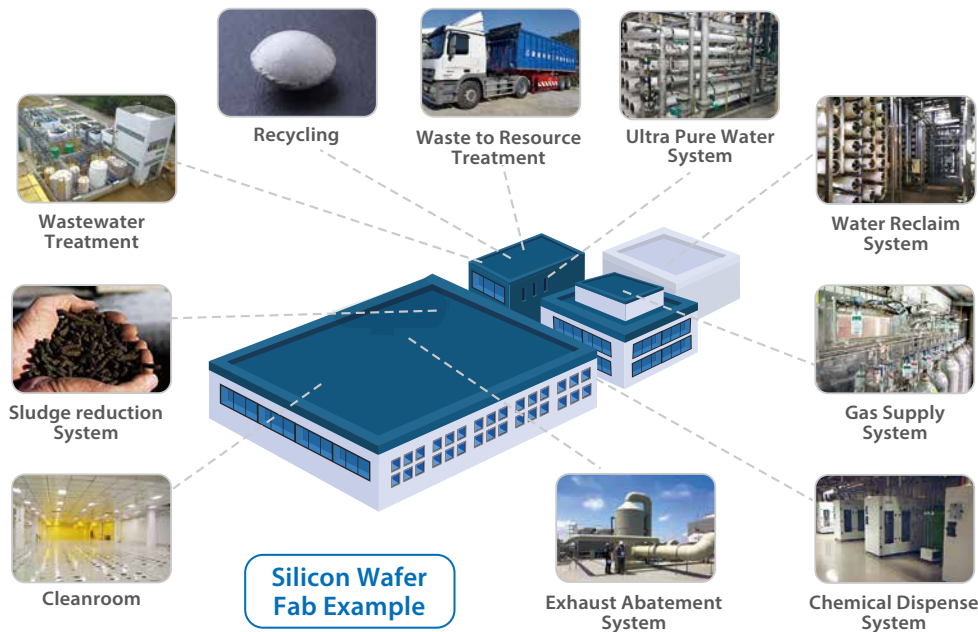 Recycling
Waste to Resource
Treatment
Ultra Pure Water
System
Wastewater
Treatment
Water Reclaim
System
Sludge reduction
System
Gas Supply
System
Cleanroom
Silicon Wafer
Fab Example
Exhaust Abatement
System
Chemical Dispense
System